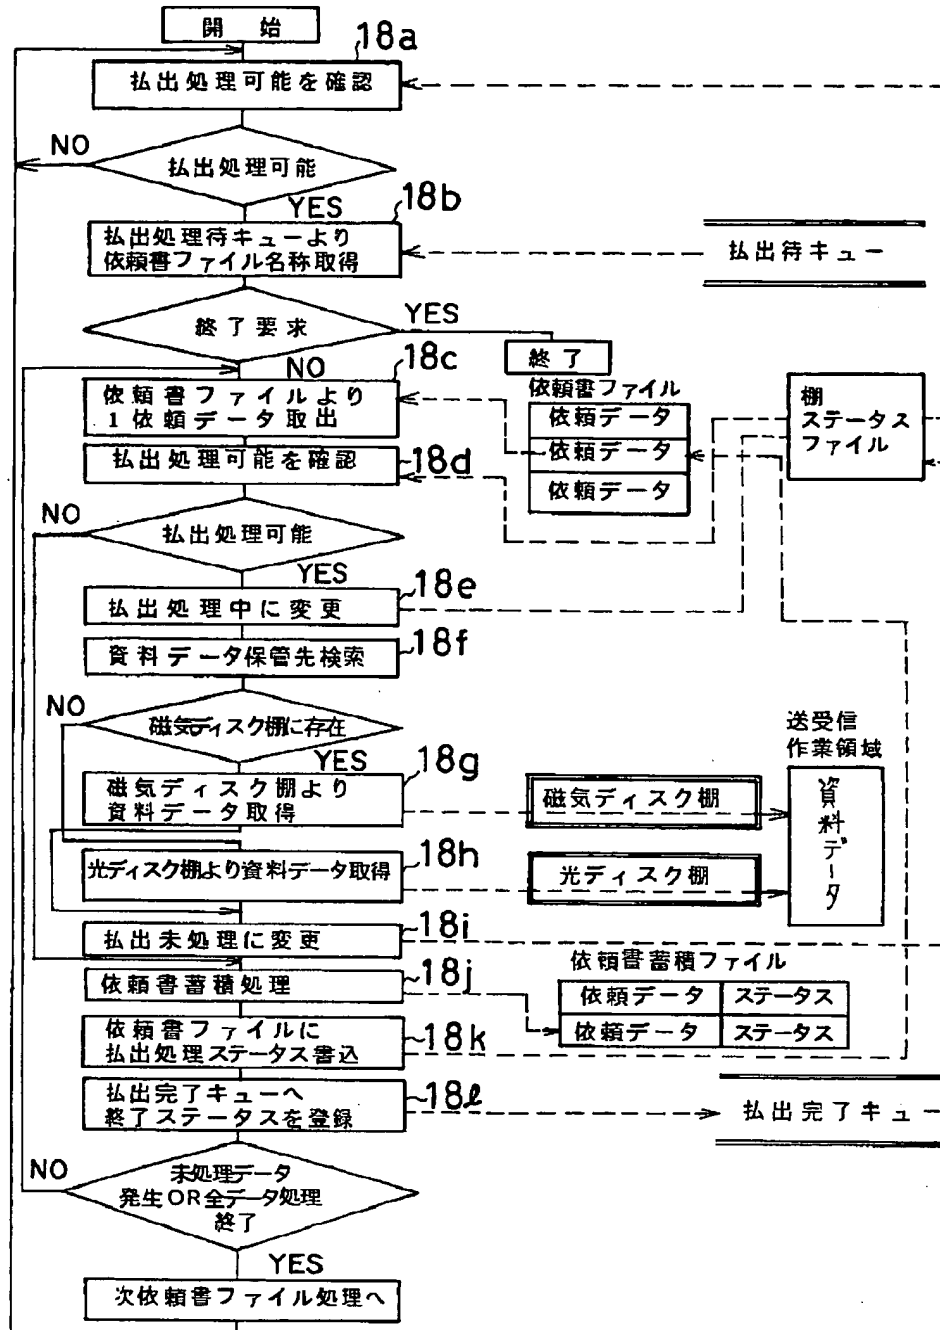 開始
18a
払出処理可能を確認
NO
払出処理可能
YES
18b
払出処理待キューより
依頼書ファイル名称取得
払出待キュー
終了要求
YES
終了
NO
18c
依頼書ファイルより
1依頼データ取出
依頼書ファイル
依頼データ
依頼データ
依頼データ
棚
ステータス
ファイル
払出処理可能を確認
18d
NO
払出処理可能
YES
18e
払出処理中に変更
18f
資料データ保管先検索
NO
磁気ディスク棚に存在
YES
18g
磁気ディスク棚より
資料データ取得
磁気ディスク棚
送受信
作業領域
資料データ
18h
光ディスク棚より資料データ取得
光ディスク棚
18i
払出未処理に変更
18j
依頼書蓄積処理
依頼書蓄積ファイル
依頼データ ステータス
依頼データ ステータス
依頼書ファイルに
払出処理ステータス書込
18k
払出完了キューへ
終了ステータスを登録
18ℓ
払出完了キュー
NO
未処理データ
発生OR全データ処理
終了
YES
次依頼書ファイル処理へ